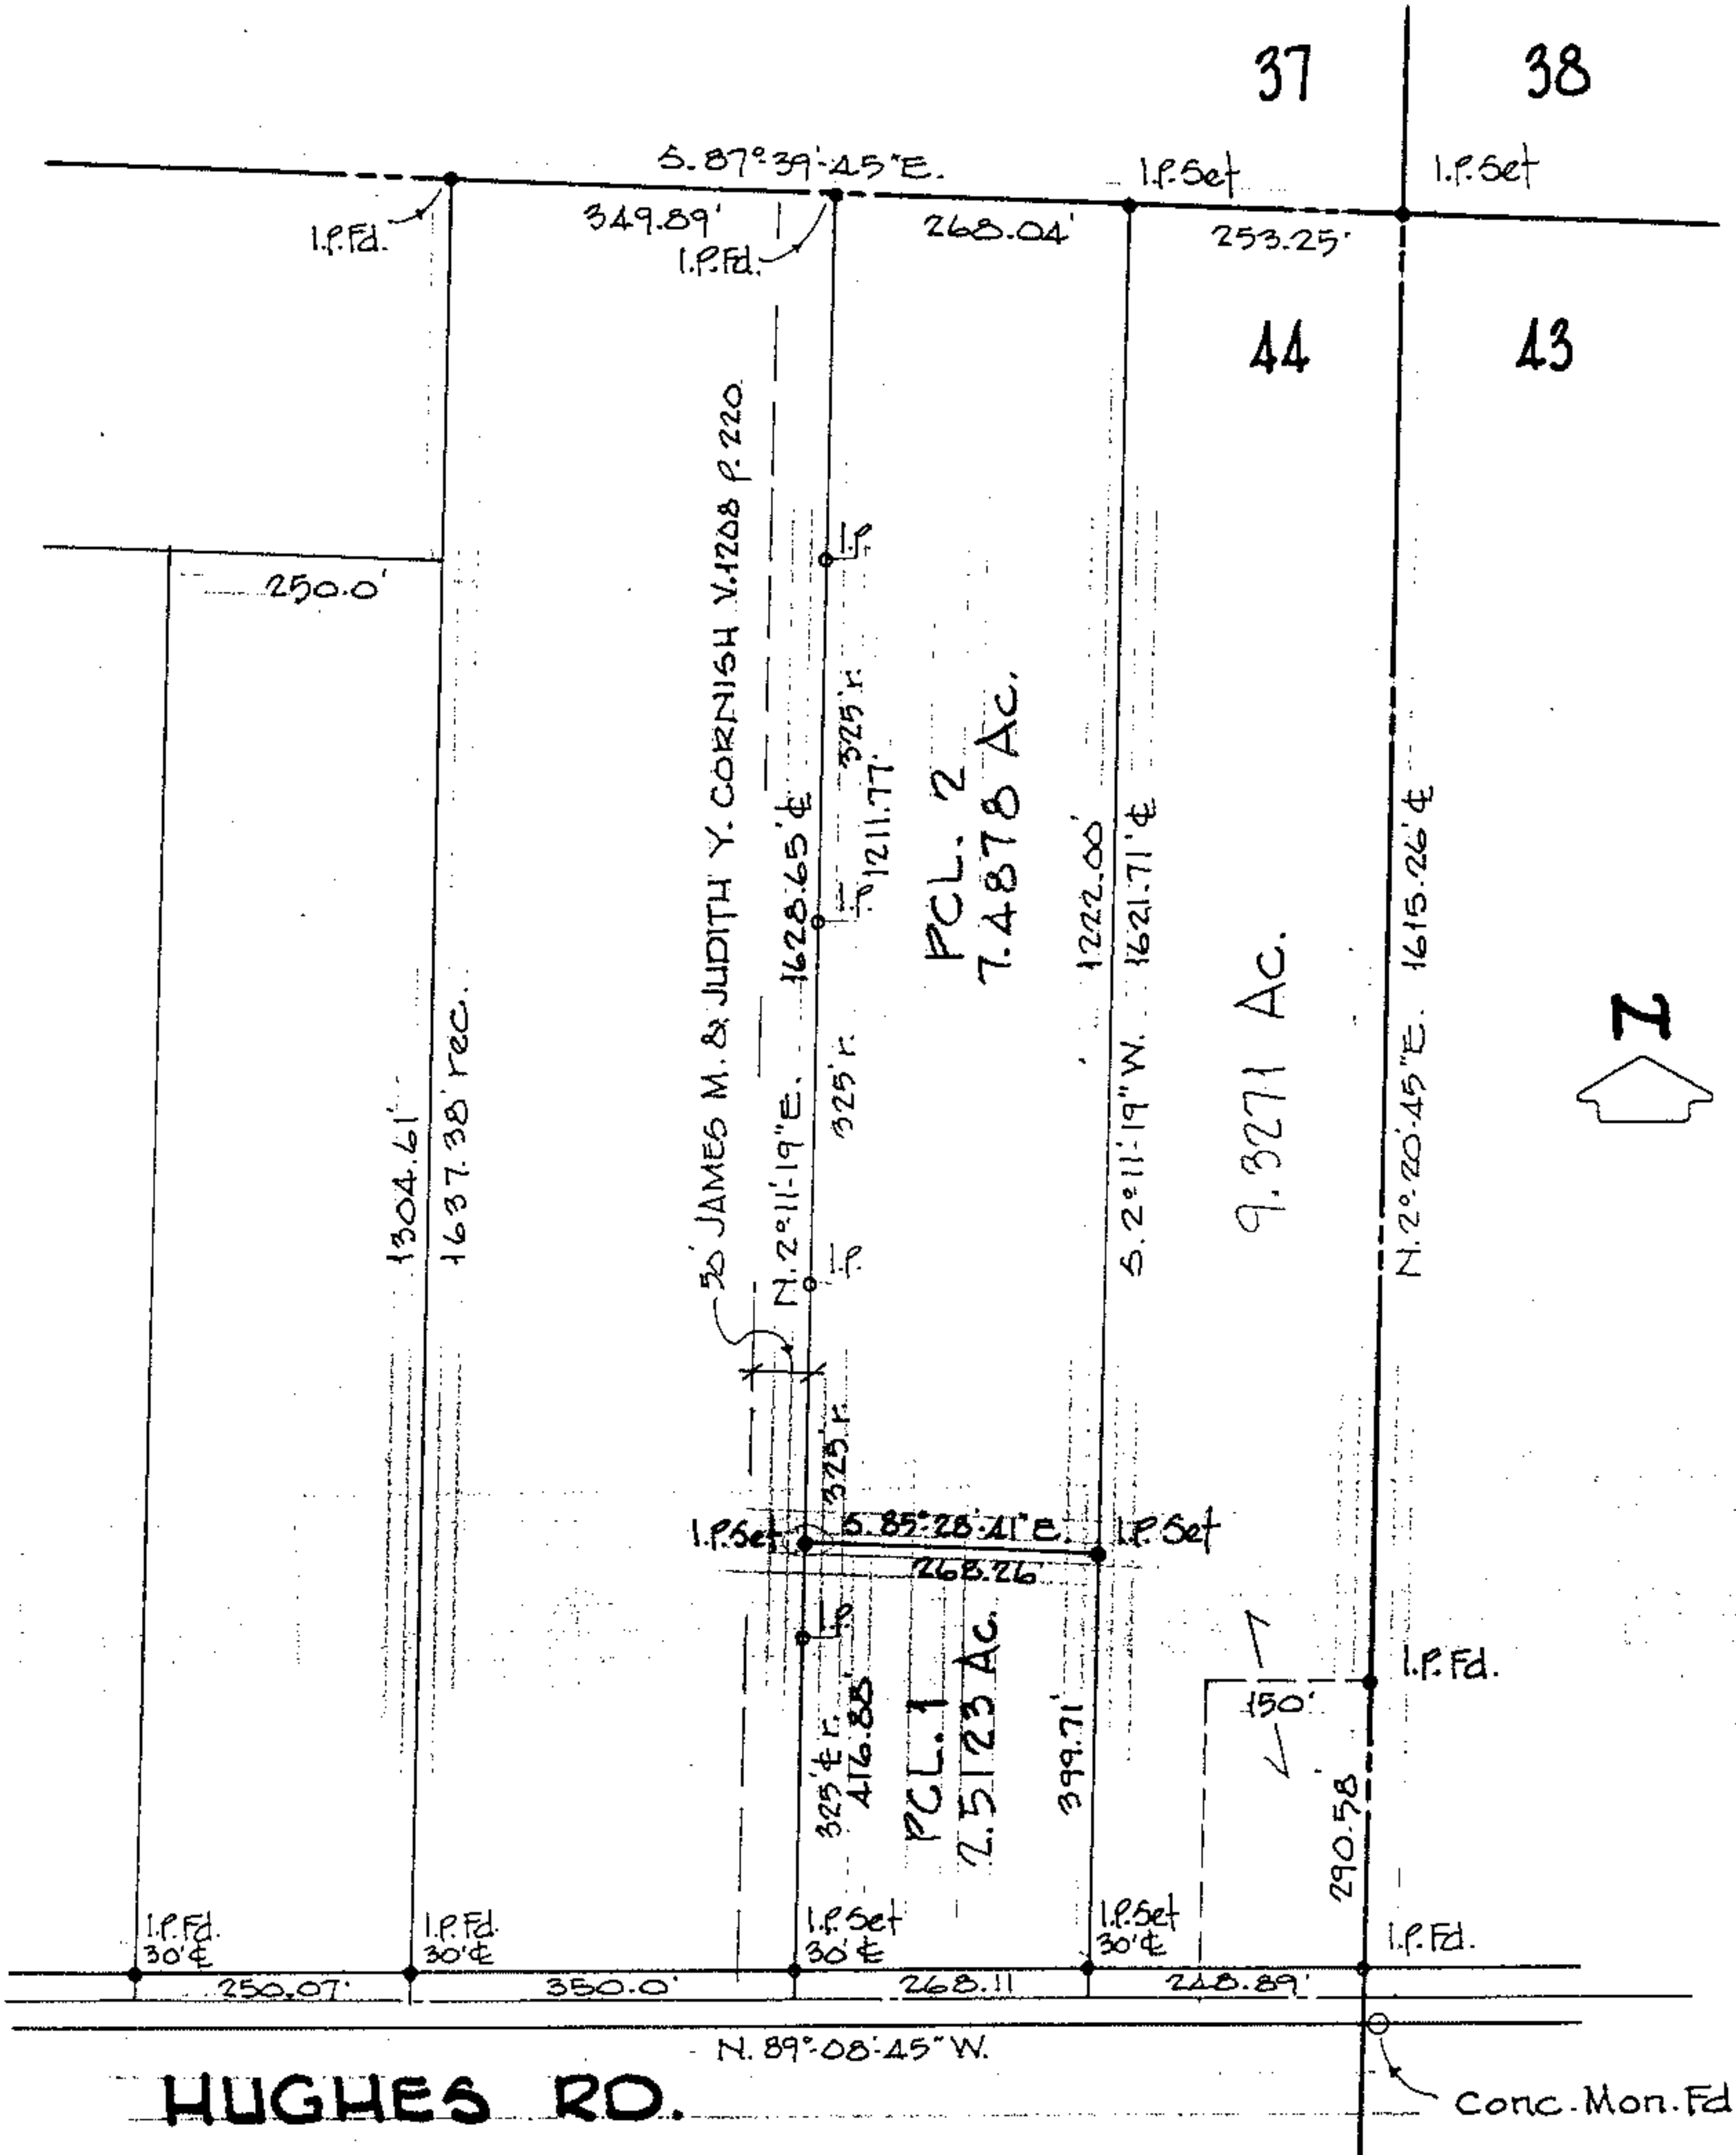 37
38
S. 87°-39'-45"E.
I.P. Set
I.P. Set
I.P. Fd.
349.89'
I.P. Fd.
268.04'
253.25'
44
43
250.0'
50' JAMES M. & JUDITH Y. CORNISH V. 1208 P. 220
I.P.
325' r.
1211.77'
I.P.
N. 2°-11'-19"E. 1628.65' ℄
325' r.
I.P.
325' r.
PCL. 2
7.4878 Ac.
1222.00'
S. 2°-11'-19"W. 1621.71' ℄
9.3271 Ac.
N. 2°-20'-45"E. 1615.26' ℄
N
1304.61'
1637.38' rec.
I.P. Set
S. 85°-28'-41"E.
I.P. Set
268.26'
I.P.
325' ℄ r.
416.88'
PCL. 1
2.5123 Ac.
399.71'
150'
I.P. Fd.
290.58'
I.P. Fd.
30' ℄
I.P. Fd.
30' ℄
I.P. Set
30' ℄
I.P. Set
30' ℄
I.P. Fd.
250.07'
350.0'
268.11
248.89'
N. 89°-08'-45"W.
HUGHES RD.
Conc. Mon. Fd